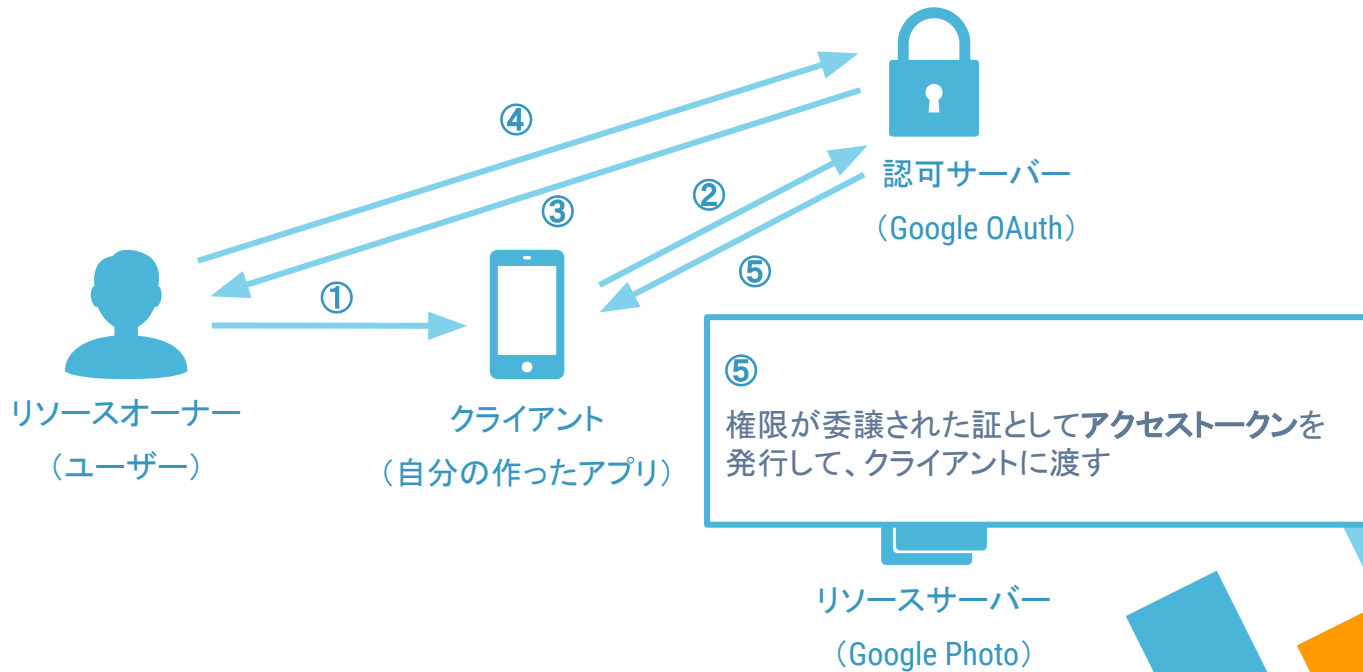 ④
認可サーバー
（Google OAuth）
③
②
⑤
①
リソースオーナー
（ユーザー）
クライアント
（自分の作ったアプリ）
⑤
権限が委譲された証としてアクセストークンを
発行して、クライアントに渡す
リソースサーバー
（Google Photo）